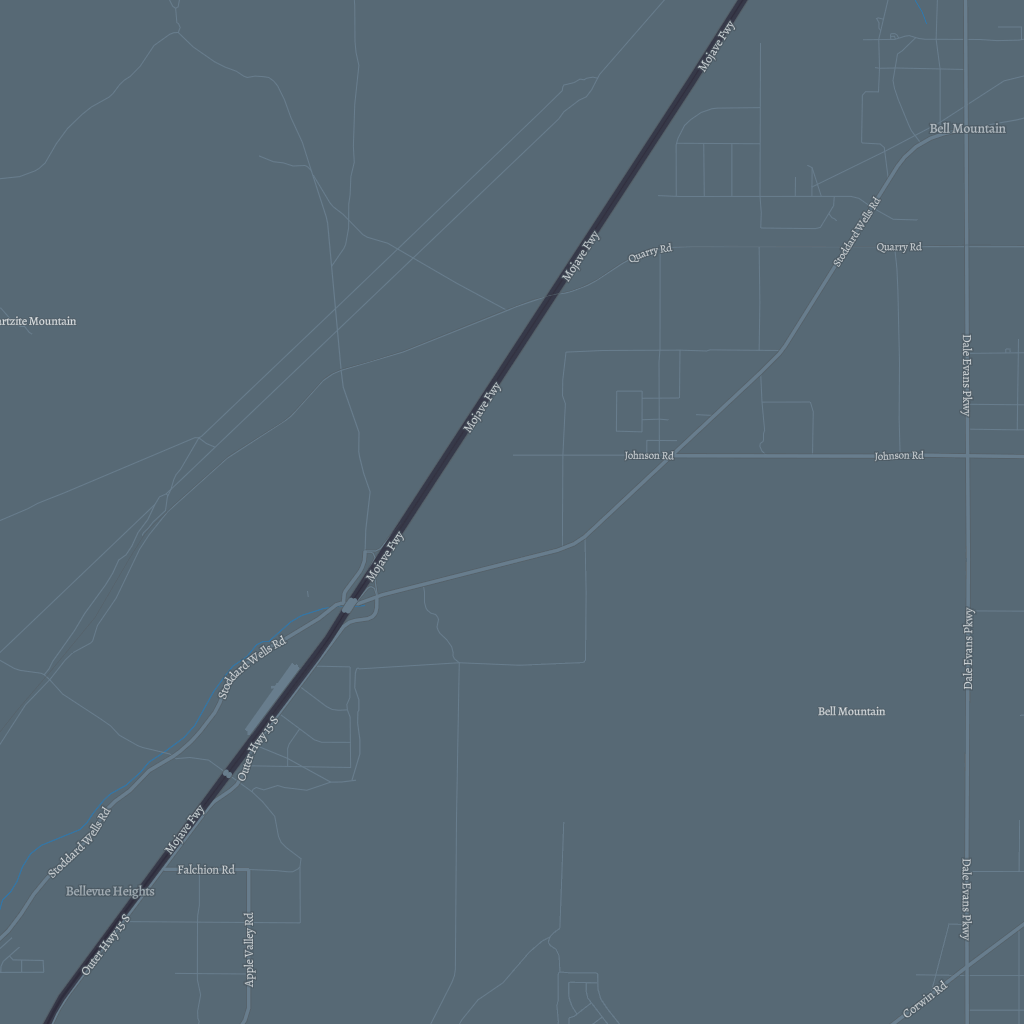 Mojave Fwy
Bell Mountain
Stoddard Wells Rd
Quarry Rd
Quarry Rd
Mojave Fwy
rtzite Mountain
Dale Evans Pkwy
Mojave Fwy
Johnson Rd
Johnson Rd
Mojave Fwy
Stoddard Wells Rd
Dale Evans Pkwy
Bell Mountain
Outer Hwy 15 S
Mojave Fwy
Stoddard Wells Rd
Falchion Rd
Bellevue Heights
Dale Evans Pkwy
Outer Hwy 15 S
Apple Valley Rd
Corwin Rd